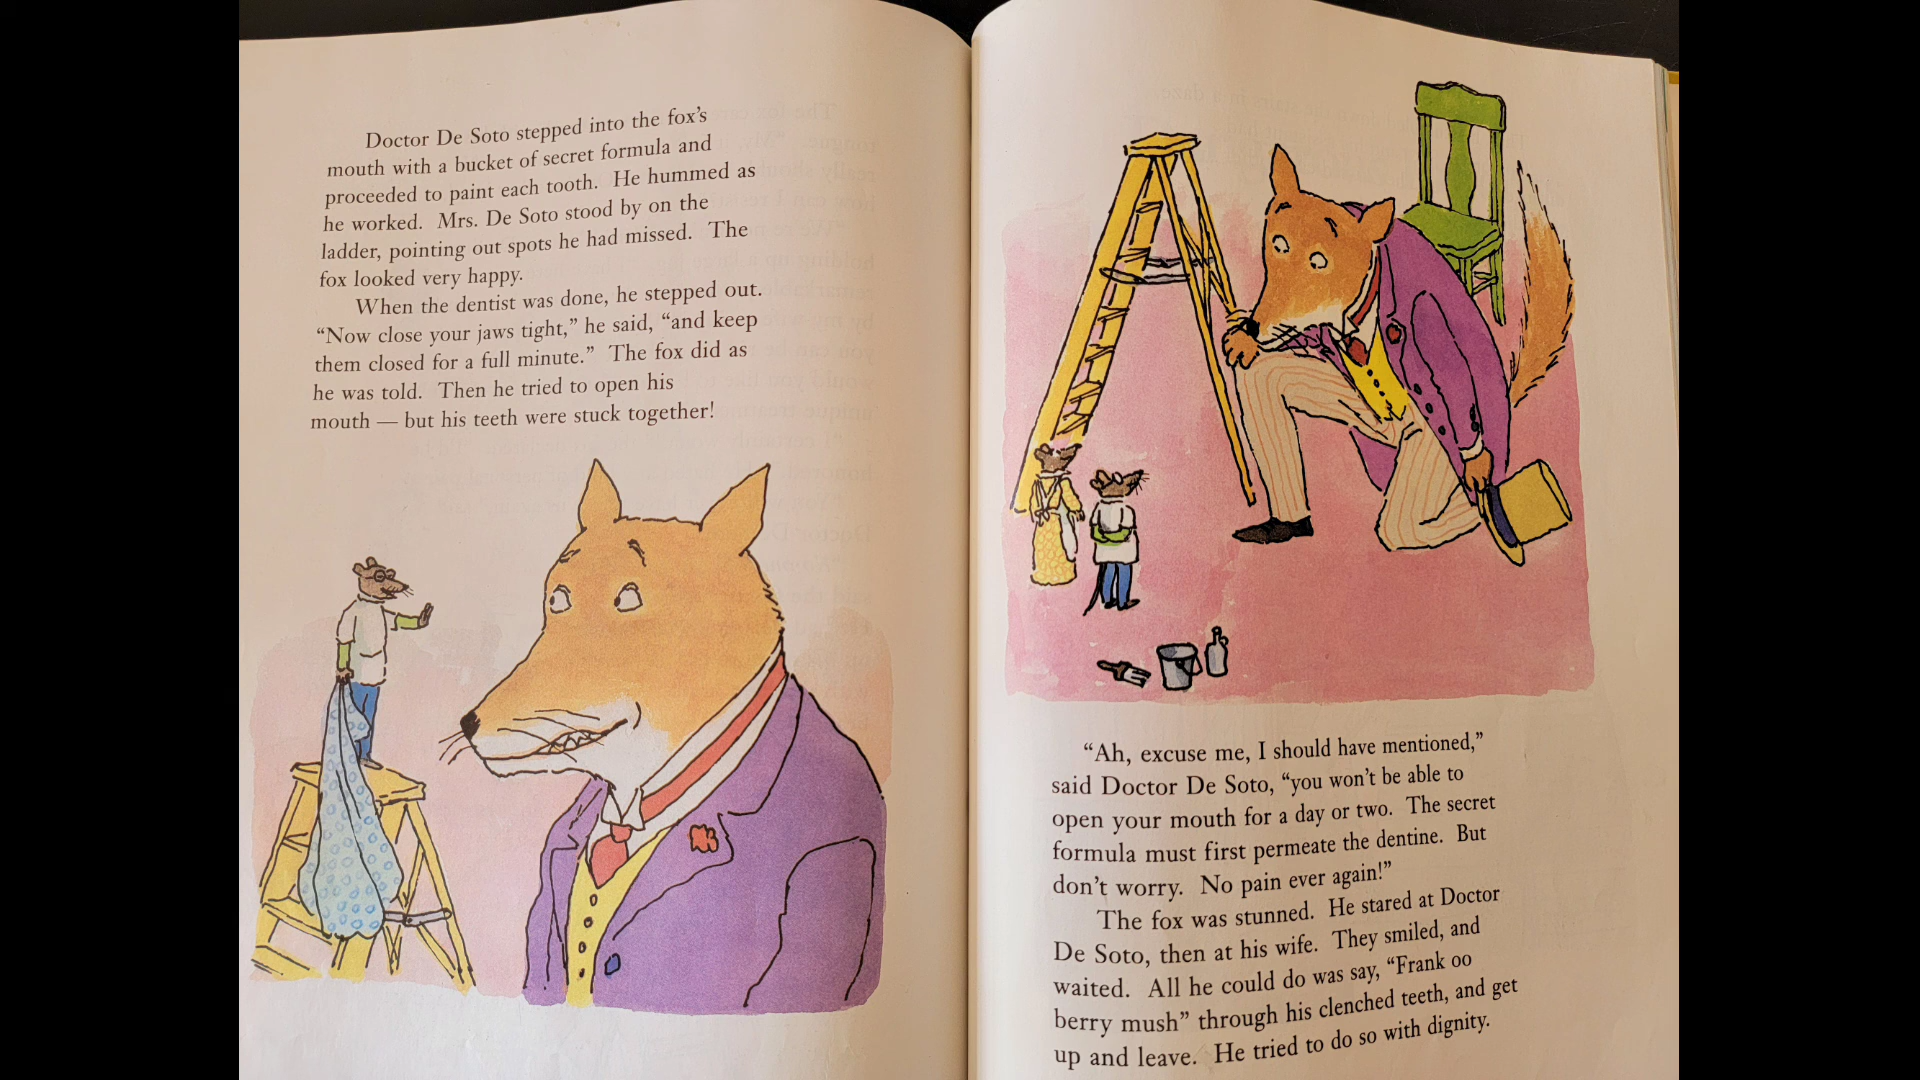 Doctor De Soto stepped into the fox's
mouth with a bucket of secret formula and
proceeded to paint each tooth. He hummed as
he worked. Mrs. De Soto stood by on the
ladder, pointing out spots he had missed. The
fox looked very happy.
When the dentist was done, he stepped out.
“Now close your jaws tight,” he said, “and keep
them closed for a full minute.” The fox did as
he was told. Then he tried to open his
mouth — but his teeth were stuck together!
“Ah, excuse me, I should have mentioned,”
said Doctor De Soto, “you won't be able to
open your mouth for a day or two. The secret
formula must first permeate the dentine. But
don't worry. No pain ever again!”
The fox was stunned. He stared at Doctor
De Soto, then at his wife. They smiled, and
waited. All he could do was say, “Frank oo
berry mush” through his clenched teeth, and get
up and leave. He tried to do so with dignity.